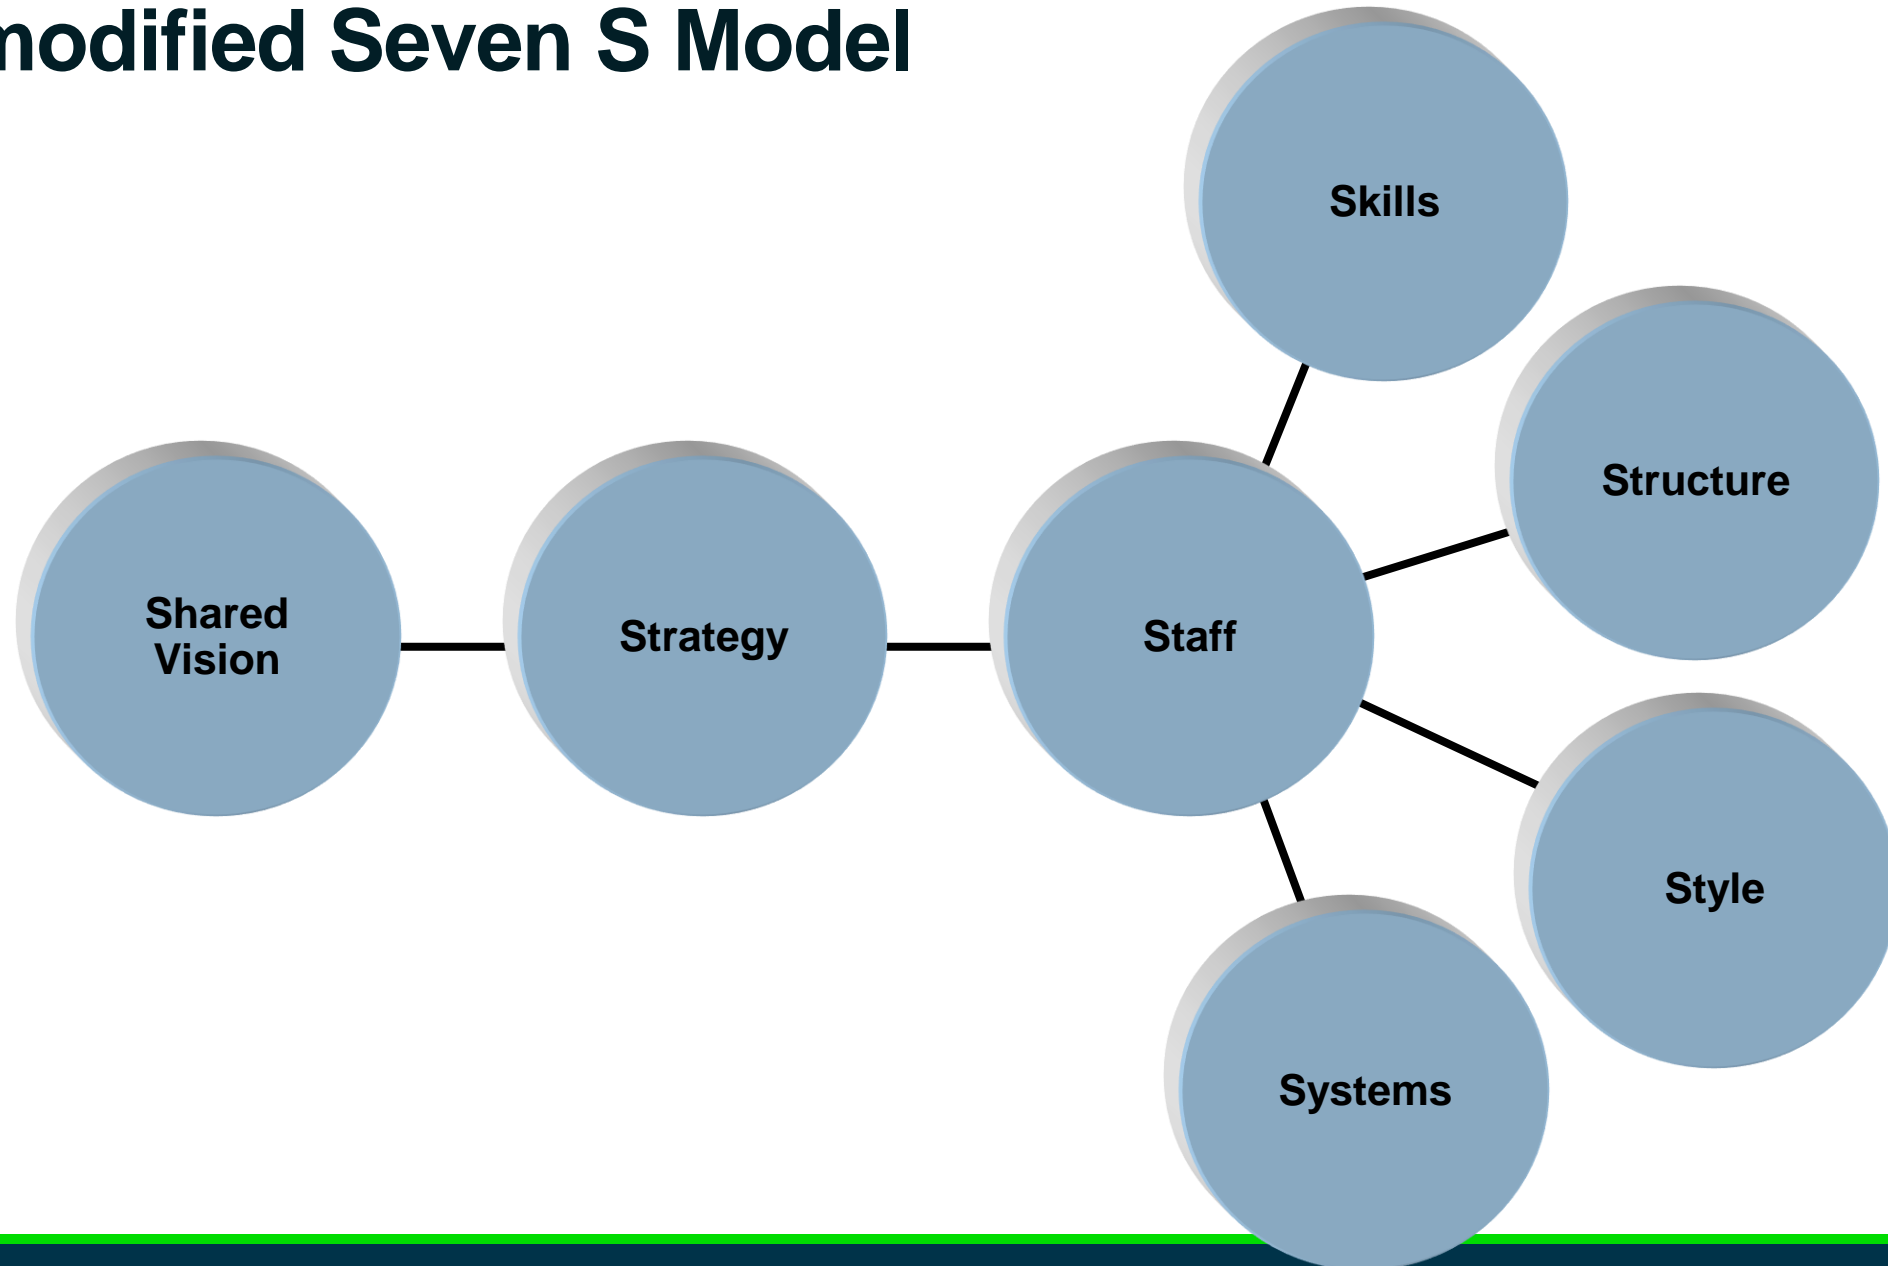 modified Seven S Model
Skills
Structure
Shared
Vision
Strategy
Staff
Style
Systems